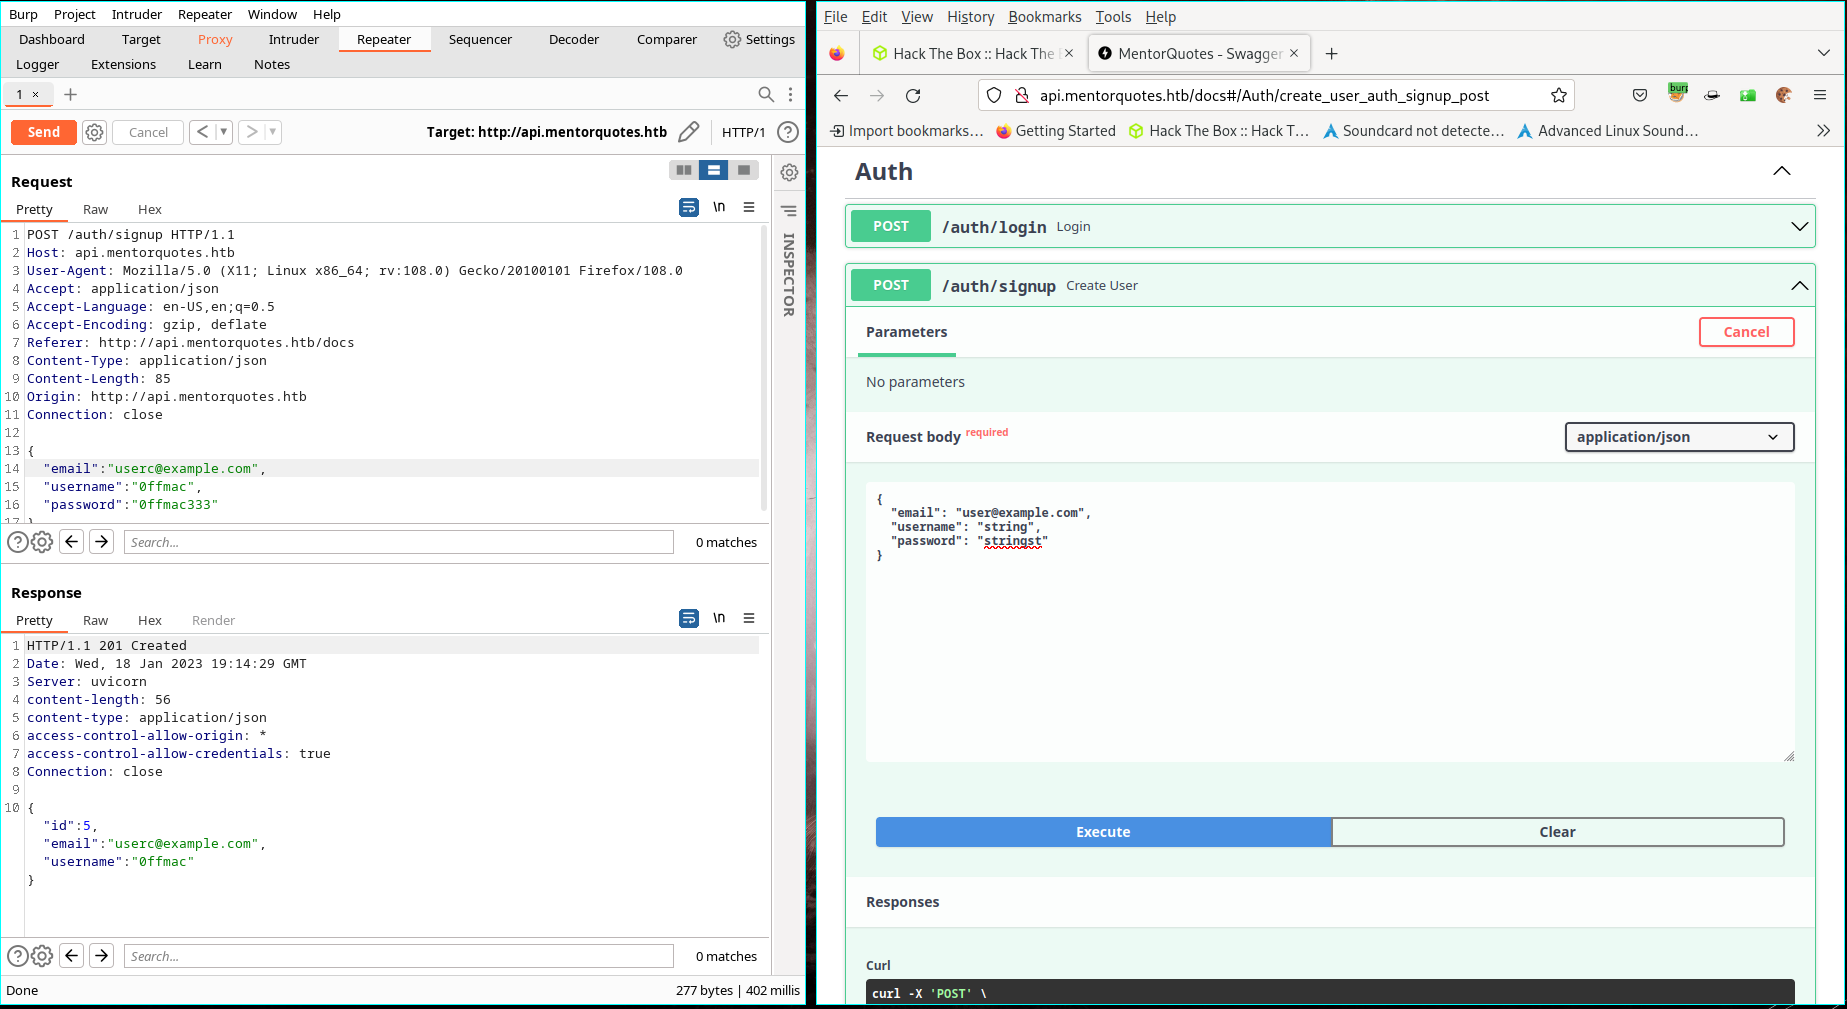 Burp Project Intruder Repeater Window Help
Dashboard Target Proxy Intruder Repeater Sequencer Decoder Comparer Settings
Logger Extensions Learn Notes
1 × +
Send Cancel < ▾ > ▾ Target: http://api.mentorquotes.htb HTTP/1 ?
Request
Pretty Raw Hex \n
1 POST /auth/signup HTTP/1.1
2 Host: api.mentorquotes.htb
3 User-Agent: Mozilla/5.0 (X11; Linux x86_64; rv:108.0) Gecko/20100101 Firefox/108.0
4 Accept: application/json
5 Accept-Language: en-US,en;q=0.5
6 Accept-Encoding: gzip, deflate
7 Referer: http://api.mentorquotes.htb/docs
8 Content-Type: application/json
9 Content-Length: 85
10 Origin: http://api.mentorquotes.htb
11 Connection: close
12
13 {
14 "email":"userc@example.com",
15 "username":"0ffmac",
16 "password":"0ffmac333"
17 }
Search... 0 matches
INSPECTOR
Response
Pretty Raw Hex Render \n
1 HTTP/1.1 201 Created
2 Date: Wed, 18 Jan 2023 19:14:29 GMT
3 Server: uvicorn
4 content-length: 56
5 content-type: application/json
6 access-control-allow-origin: *
7 access-control-allow-credentials: true
8 Connection: close
9
10 {
"id":5,
"email":"userc@example.com",
"username":"0ffmac"
}
Search... 0 matches
Done 277 bytes | 402 millis
File Edit View History Bookmarks Tools Help
Hack The Box :: Hack The × MentorQuotes - Swagger × +
api.mentorquotes.htb/docs#/Auth/create_user_auth_signup_post burp
Import bookmarks… Getting Started Hack The Box :: Hack T… Soundcard not detecte… Advanced Linux Sound…
Auth
POST /auth/login Login
POST /auth/signup Create User
Parameters Cancel
No parameters
Request body required application/json
{
"email": "user@example.com",
"username": "string",
"password": "stringst"
}
Execute Clear
Responses
Curl
curl -X 'POST' \